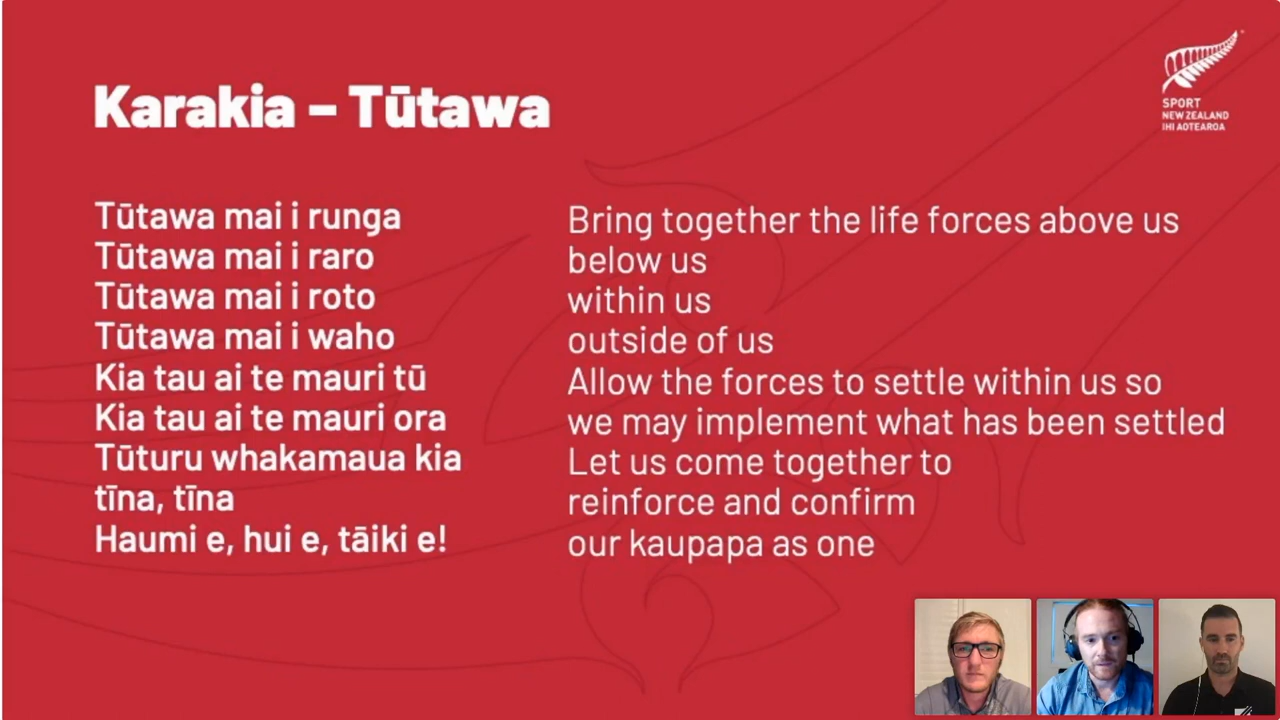 Karakia – Tūtawa
SPORT
NEW ZEALAND
IHI AOTEAROA
Tūtawa mai i runga
Tūtawa mai i raro
Tūtawa mai i roto
Tūtawa mai i waho
Kia tau ai te mauri tū
Kia tau ai te mauri ora
Tūturu whakamaua kia
tīna, tīna
Haumi e, hui e, tāiki e!
Bring together the life forces above us
below us
within us
outside of us
Allow the forces to settle within us so
we may implement what has been settled
Let us come together to
reinforce and confirm
our kaupapa as one